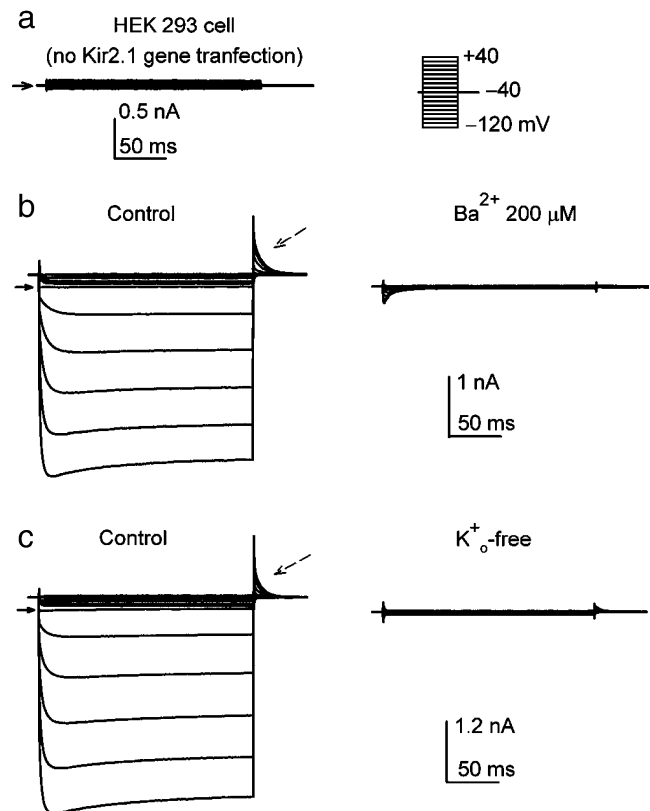 a
HEK 293 cell
(no Kir2.1 gene tranfection)
0.5 nA
50 ms
+40
−40
−120 mV
b
Control
Ba²⁺ 200 μM
1 nA
50 ms
c
Control
K⁺ₒ-free
1.2 nA
50 ms